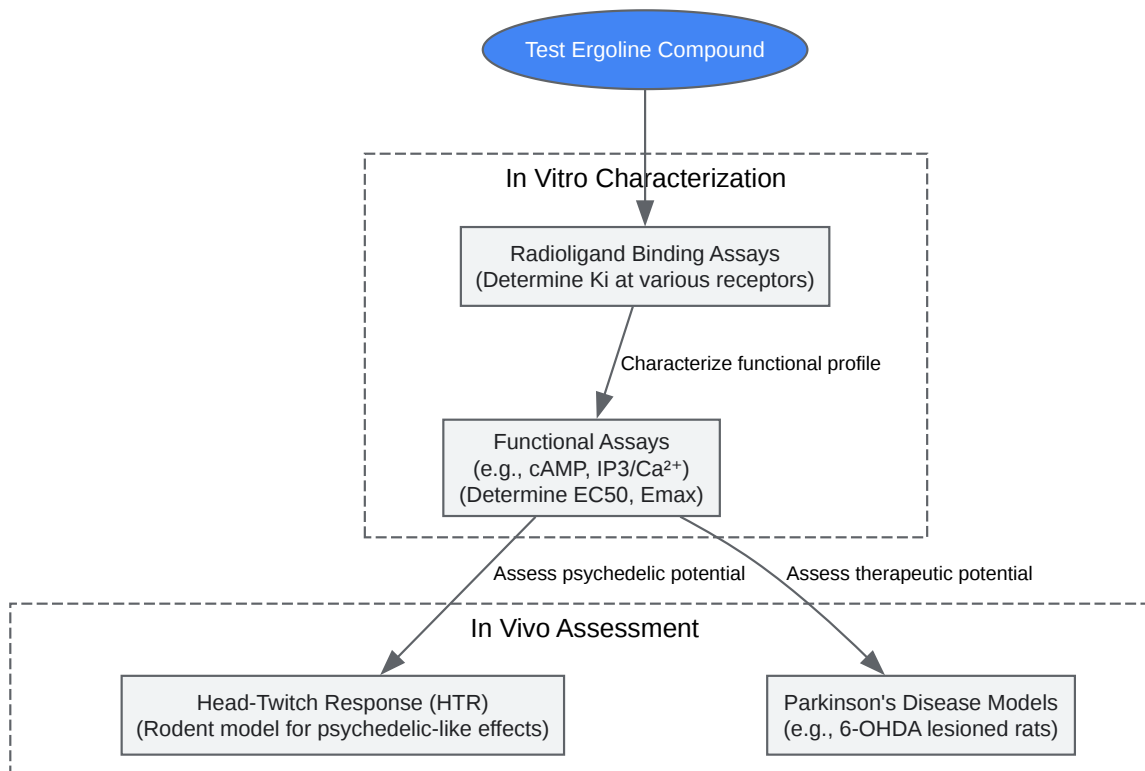 Test Ergoline Compound
In Vitro Characterization
Radioligand Binding Assays
(Determine Ki at various receptors)
Characterize functional profile
Functional Assays
(e.g., cAMP, IP3/Ca²⁺)
(Determine EC50, Emax)
Assess psychedelic potential
Assess therapeutic potential
In Vivo Assessment
Head-Twitch Response (HTR)
(Rodent model for psychedelic-like effects)
Parkinson's Disease Models
(e.g., 6-OHDA lesioned rats)